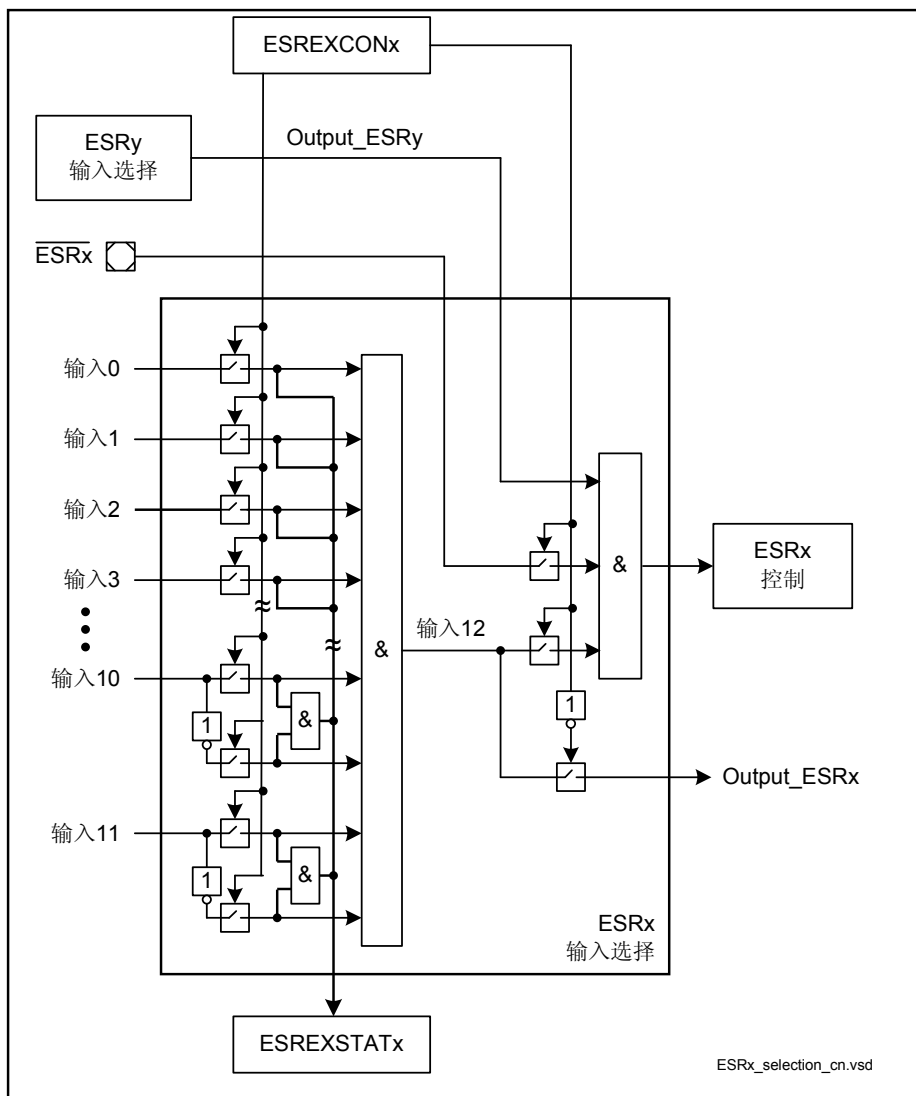 ESREXCONx
ESRy
输入选择
Output_ESRy
ESRx
输入0
输入1
输入2
输入3
输入10
输入11
1
1
&
&
&
输入12
&
1
ESRx
控制
Output_ESRx
ESRx
输入选择
ESREXSTATx
ESRx_selection_cn.vsd